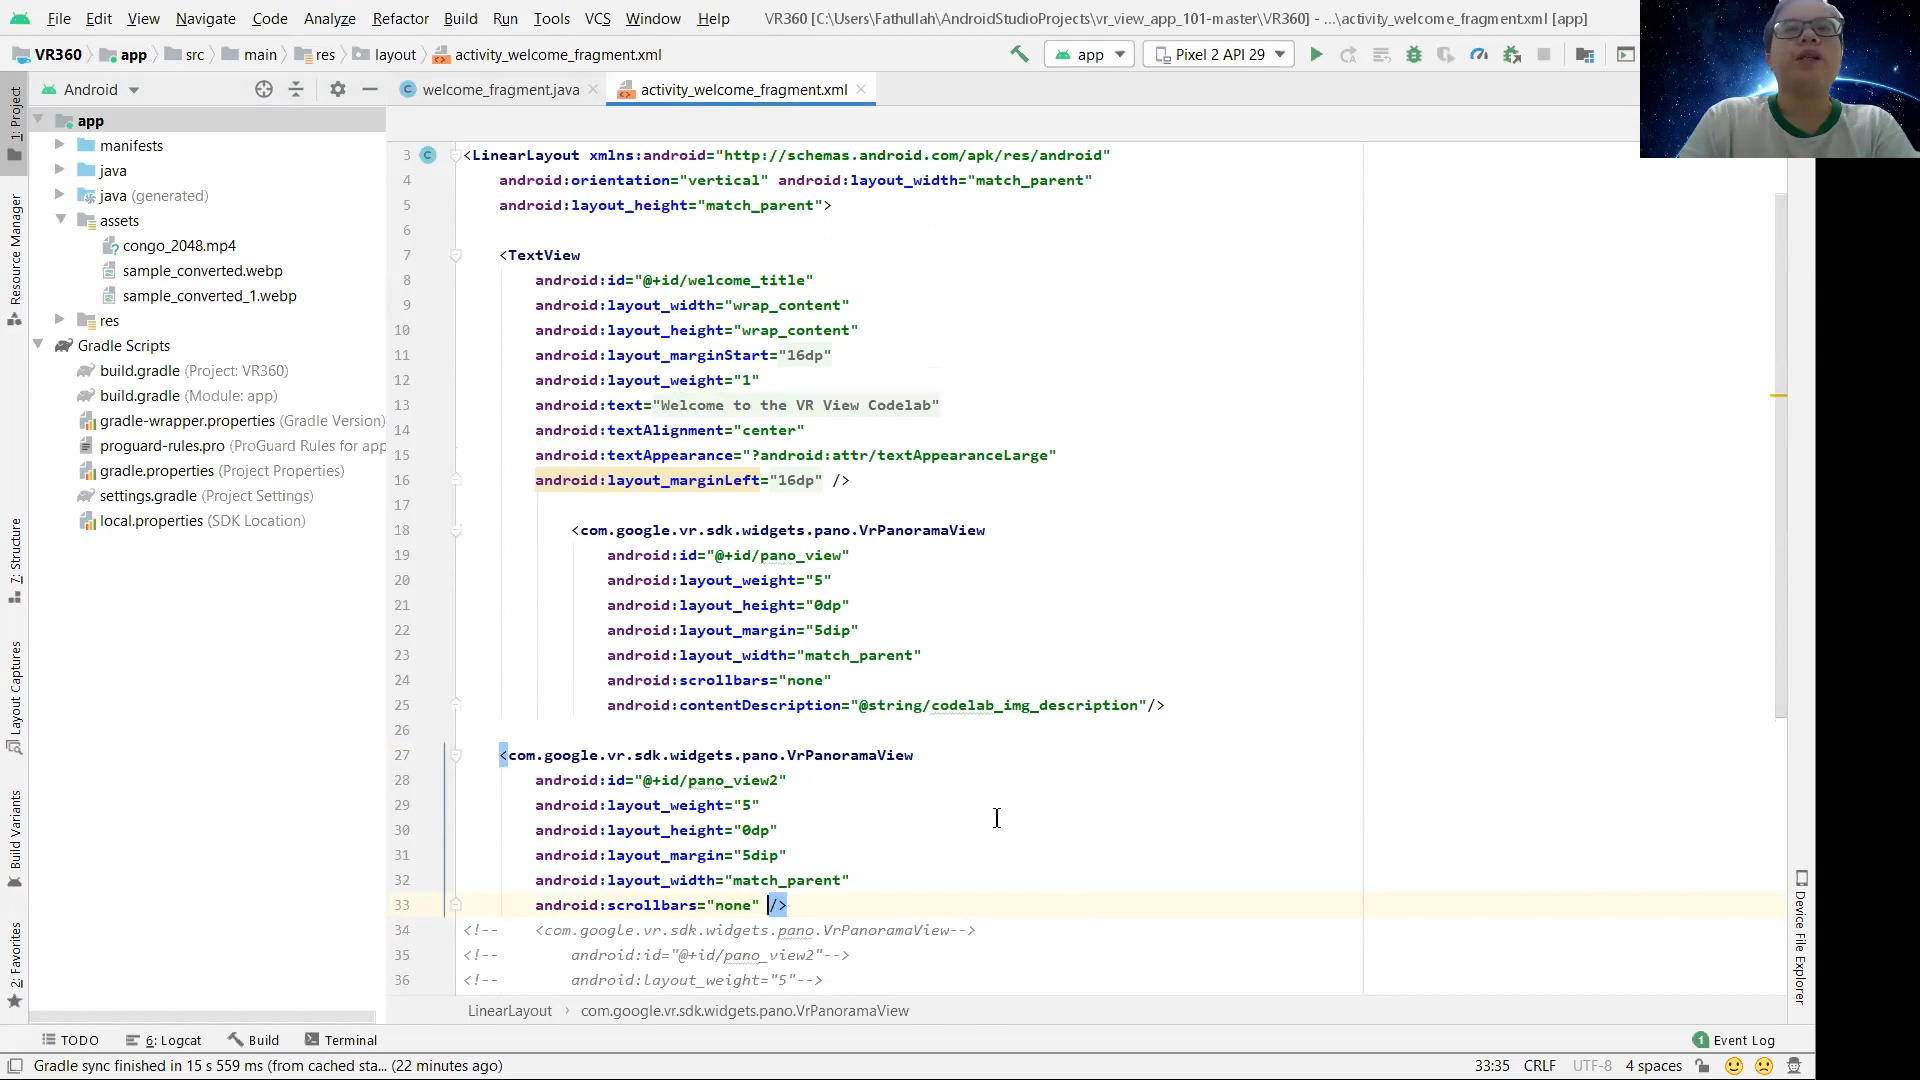 File Edit View Navigate Code Analyze Refactor Build Run Tools VCS Window Help VR360 [C:\Users\Fathullah\AndroidStudioProjects\vr_view_app_101-master\VR360] - ...\activity_welcome_fragment.xml [app]
VR360 app src main res layout activity_welcome_fragment.xml app Pixel 2 API 29
Android welcome_fragment.java activity_welcome_fragment.xml
app
manifests
java
java (generated)
assets
congo_2048.mp4
sample_converted.webp
sample_converted_1.webp
res
Gradle Scripts
build.gradle (Project: VR360)
build.gradle (Module: app)
gradle-wrapper.properties (Gradle Version)
proguard-rules.pro (ProGuard Rules for app
gradle.properties (Project Properties)
settings.gradle (Project Settings)
local.properties (SDK Location)
1: Project
Resource Manager
7: Structure
Layout Captures
Build Variants
2: Favorites
3 <LinearLayout xmlns:android="http://schemas.android.com/apk/res/android"
4 android:orientation="vertical" android:layout_width="match_parent"
5 android:layout_height="match_parent">
6
7 <TextView
8 android:id="@+id/welcome_title"
9 android:layout_width="wrap_content"
10 android:layout_height="wrap_content"
11 android:layout_marginStart="16dp"
12 android:layout_weight="1"
13 android:text="Welcome to the VR View Codelab"
14 android:textAlignment="center"
15 android:textAppearance="?android:attr/textAppearanceLarge"
16 android:layout_marginLeft="16dp" />
17
18 <com.google.vr.sdk.widgets.pano.VrPanoramaView
19 android:id="@+id/pano_view"
20 android:layout_weight="5"
21 android:layout_height="0dp"
22 android:layout_margin="5dip"
23 android:layout_width="match_parent"
24 android:scrollbars="none"
25 android:contentDescription="@string/codelab_img_description"/>
26
27 <com.google.vr.sdk.widgets.pano.VrPanoramaView
28 android:id="@+id/pano_view2"
29 android:layout_weight="5"
30 android:layout_height="0dp"
31 android:layout_margin="5dip"
32 android:layout_width="match_parent"
33 android:scrollbars="none" />
34 <!-- <com.google.vr.sdk.widgets.pano.VrPanoramaView-->
35 <!-- android:id="@+id/pano_view2"-->
36 <!-- android:layout_weight="5"-->
LinearLayout › com.google.vr.sdk.widgets.pano.VrPanoramaView
Device File Explorer
TODO 6: Logcat Build Terminal 1 Event Log
Gradle sync finished in 15 s 559 ms (from cached sta... (22 minutes ago) 33:35 CRLF UTF-8 4 spaces